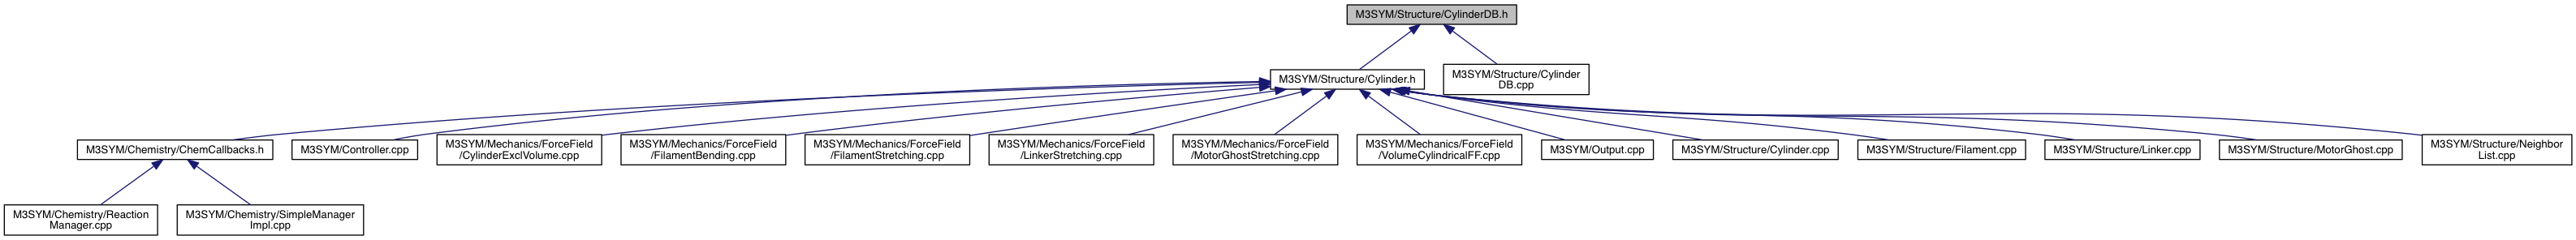 M3SYM/Structure/CylinderDB.h
M3SYM/Structure/Cylinder.h
M3SYM/Structure/Cylinder
DB.cpp
M3SYM/Chemistry/ChemCallbacks.h
M3SYM/Controller.cpp
M3SYM/Mechanics/ForceField
/CylinderExclVolume.cpp
M3SYM/Mechanics/ForceField
/FilamentBending.cpp
M3SYM/Mechanics/ForceField
/FilamentStretching.cpp
M3SYM/Mechanics/ForceField
/LinkerStretching.cpp
M3SYM/Mechanics/ForceField
/MotorGhostStretching.cpp
M3SYM/Mechanics/ForceField
/VolumeCylindricalFF.cpp
M3SYM/Output.cpp
M3SYM/Structure/Cylinder.cpp
M3SYM/Structure/Filament.cpp
M3SYM/Structure/Linker.cpp
M3SYM/Structure/MotorGhost.cpp
M3SYM/Structure/Neighbor
List.cpp
M3SYM/Chemistry/Reaction
Manager.cpp
M3SYM/Chemistry/SimpleManager
Impl.cpp